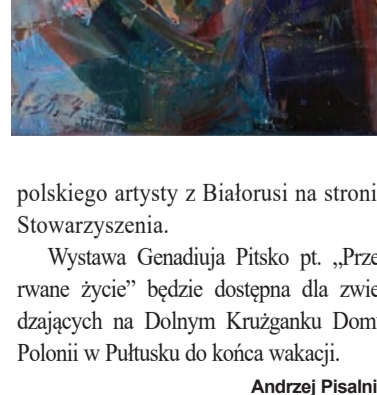 polskiego artysty z Białorusi na stroni
Stowarzyszenia.
Wystawa Genadiuja Pitsko pt. „Prze
rwane życie” będzie dostępna dla zwie
dzających na Dolnym Krużganku Dom
Polonii w Pułtusku do końca wakacji.
Andrzej Pisalni